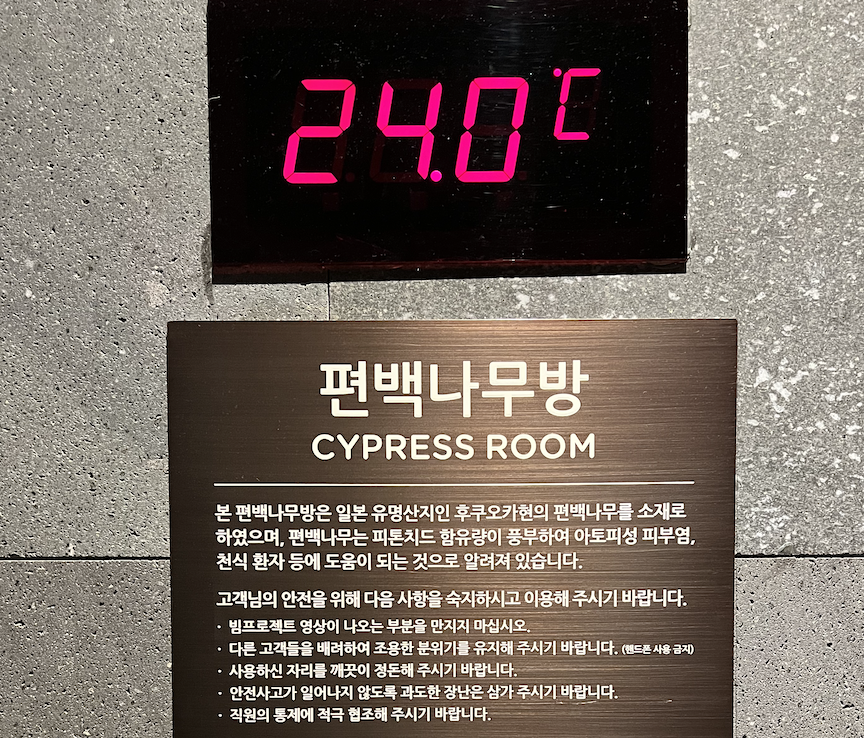 24.0℃
편백나무방
CYPRESS ROOM
본 편백나무방은 일본 유명산지인 후쿠오카현의 편백나무를 소재로
하였으며, 편백나무는 피톤치드 함유량이 풍부하여 아토피성 피부염,
천식 환자 등에 도움이 되는 것으로 알려져 있습니다.
고객님의 안전을 위해 다음 사항을 숙지하시고 이용해 주시기 바랍니다.
· 빔프로젝트 영상이 나오는 부분을 만지지 마십시오.
· 다른 고객들을 배려하여 조용한 분위기를 유지해 주시기 바랍니다. (핸드폰 사용 금지)
· 사용하신 자리를 깨끗이 정돈해 주시기 바랍니다.
· 안전사고가 일어나지 않도록 과도한 장난은 삼가 주시기 바랍니다.
· 직원의 통제에 적극 협조해 주시기 바랍니다.